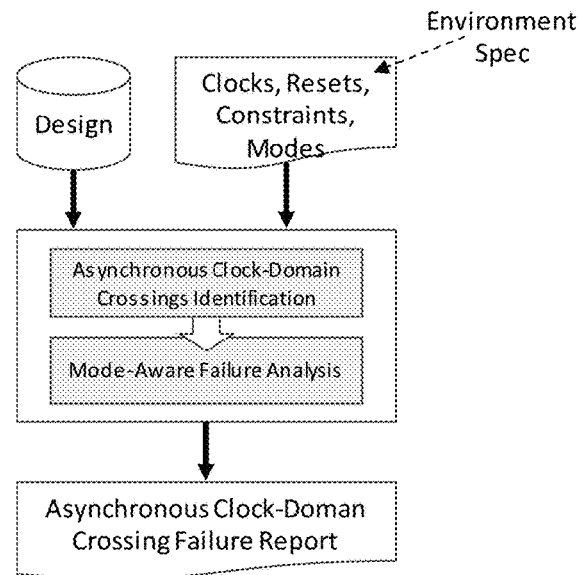 Environment
Spec
Design
Clocks, Resets,
Constraints,
Modes
Asynchronous Clock-Domain
Crossings Identification
Mode-Aware Failure Analysis
Asynchronous Clock-Doman
Crossing Failure Report